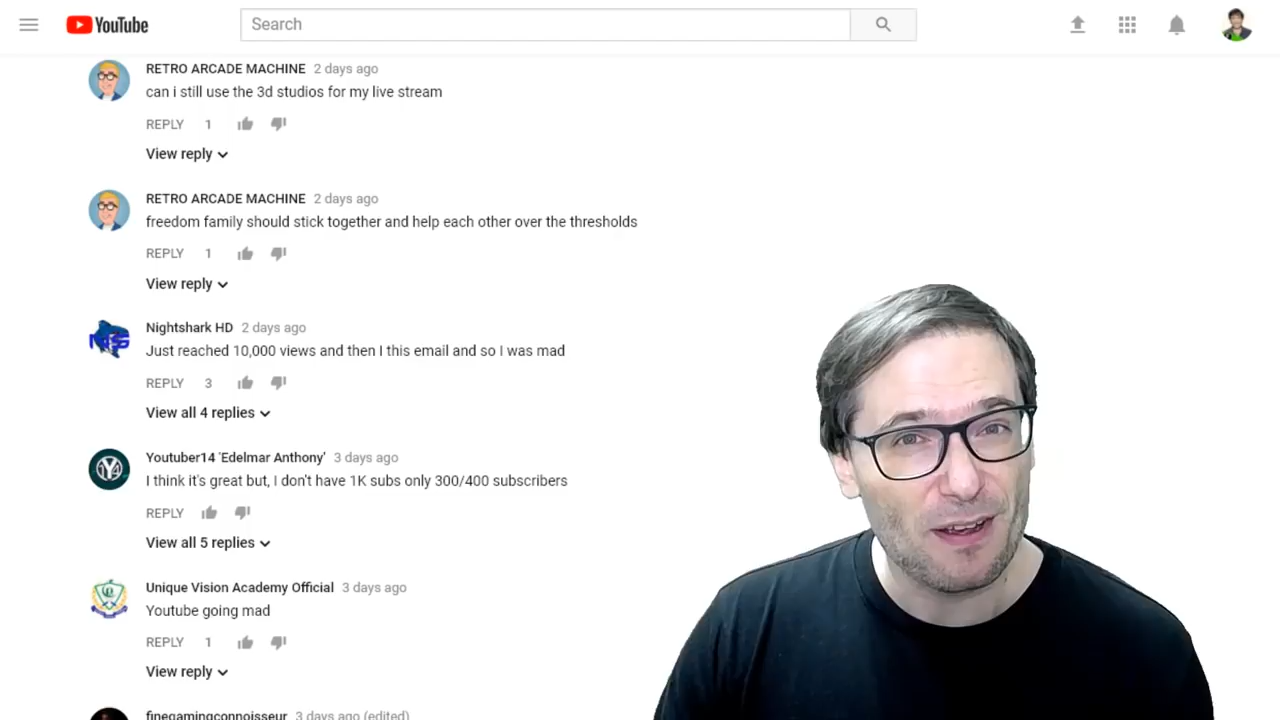 YouTube
Search
RETRO ARCADE MACHINE 2 days ago
can i still use the 3d studios for my live stream
REPLY 1
View reply
RETRO ARCADE MACHINE 2 days ago
freedom family should stick together and help each other over the thresholds
REPLY 1
View reply
Nightshark HD 2 days ago
Just reached 10,000 views and then I this email and so I was mad
REPLY 3
View all 4 replies
Youtuber14 'Edelmar Anthony' 3 days ago
I think it's great but, I don't have 1K subs only 300/400 subscribers
REPLY
View all 5 replies
Unique Vision Academy Official 3 days ago
Youtube going mad
REPLY 1
View reply
finegamingconnoisseur 3 days ago (edited)